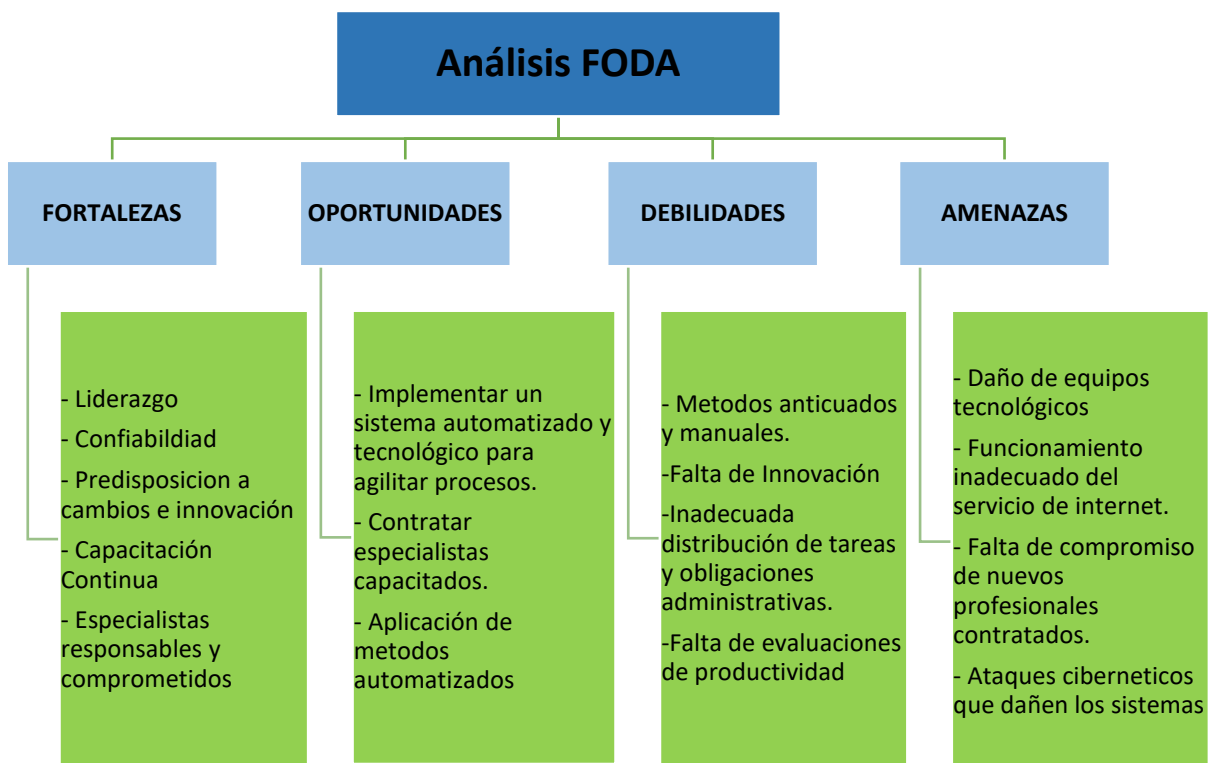 Análisis FODA
FORTALEZAS
- Liderazgo
- Confiabildiad
- Predisposicion a
cambios e innovación
- Capacitación
Continua
- Especialistas
responsables y
comprometidos
OPORTUNIDADES
- Implementar un
sistema automatizado y
tecnológico para
agilitar procesos.
- Contratar
especialistas
capacitados.
- Aplicación de
metodos
automatizados
DEBILIDADES
- Metodos anticuados
y manuales.
-Falta de Innovación
-Inadecuada
distribución de tareas
y obligaciones
administrativas.
-Falta de evaluaciones
de productividad
AMENAZAS
- Daño de equipos
tecnológicos
- Funcionamiento
inadecuado del
servicio de internet.
- Falta de compromiso
de nuevos
profesionales
contratados.
- Ataques ciberneticos
que dañen los sistemas